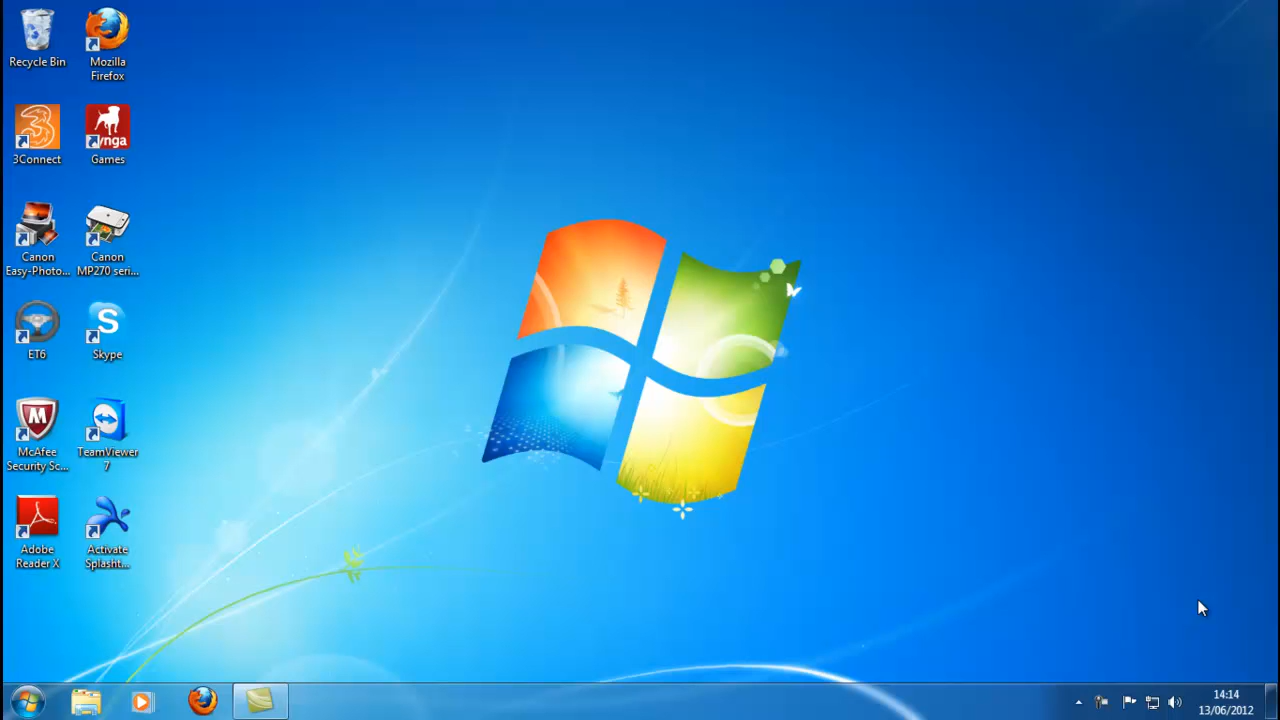 Recycle Bin
Mozilla
Firefox
3Connect
zynga
Games
Canon
Easy-Photo...
Canon
MP270 seri...
ET6
Skype
McAfee
Security Sc...
TeamViewer
7
Adobe
Reader X
Activate
Splasht...
14:14
13/06/2012